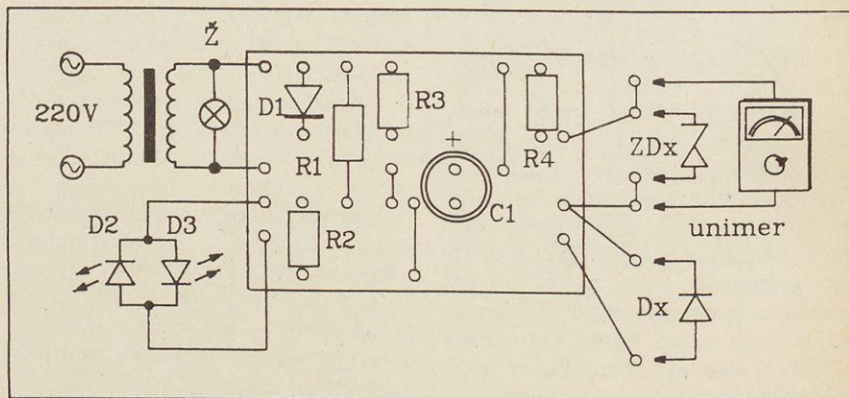 Ž
220V
D1
R1
R3
+
C1
R4
ZDx
unimer
D2 D3
R2
Dx